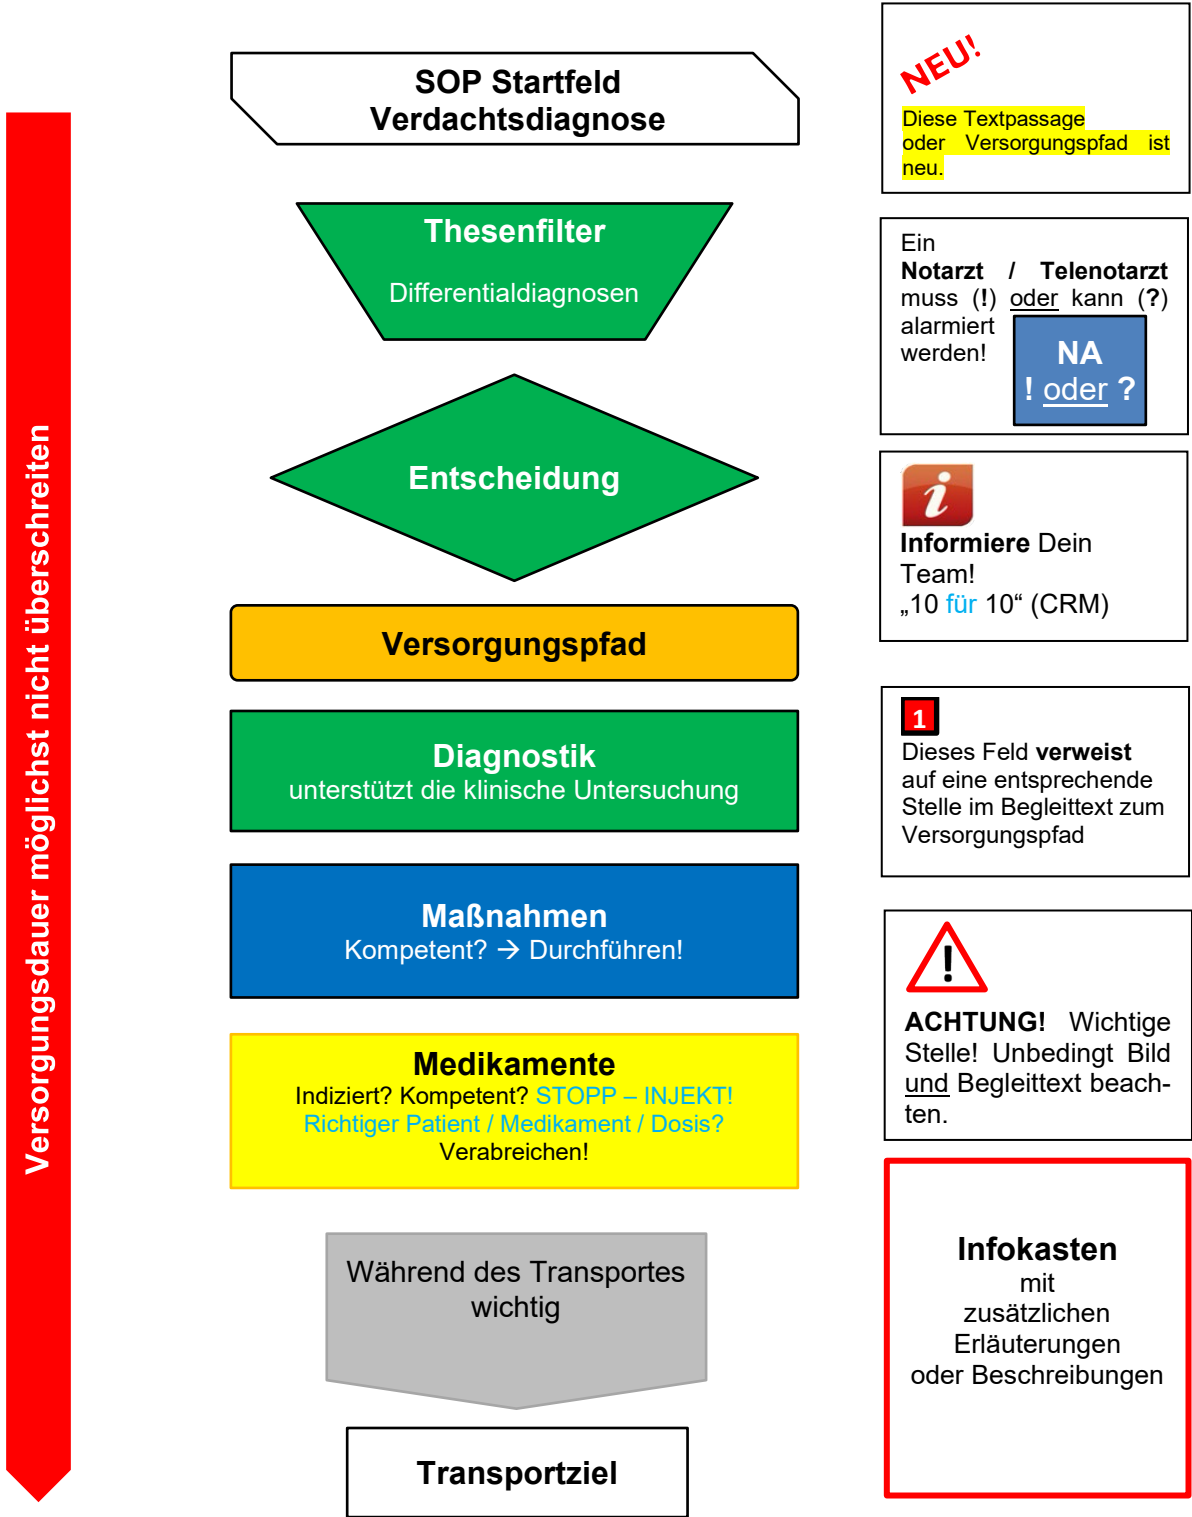 SOP Startfeld
Verdachtsdiagnose
Thesenfilter
Differentialdiagnosen
Entscheidung
Versorgungspfad
Diagnostik
unterstützt die klinische Untersuchung
Maßnahmen
Kompetent? → Durchführen!
Medikamente
Indiziert? Kompetent? STOPP – INJEKT!
Richtiger Patient / Medikament / Dosis?
Verabreichen!
Während des Transportes
wichtig
Transportziel
Versorgungsdauer möglichst nicht überschreiten
NEU!
Diese Textpassage
oder Versorgungspfad ist
neu.
Ein
Notarzt / Telenotarzt
muss (!) oder kann (?)
alarmiert
werden!
NA
! oder ?
i
Informiere Dein
Team!
„10 für 10“ (CRM)
1
Dieses Feld verweist
auf eine entsprechende
Stelle im Begleittext zum
Versorgungspfad
!
ACHTUNG! Wichtige
Stelle! Unbedingt Bild
und Begleittext beach-
ten.
Infokasten
mit
zusätzlichen
Erläuterungen
oder Beschreibungen